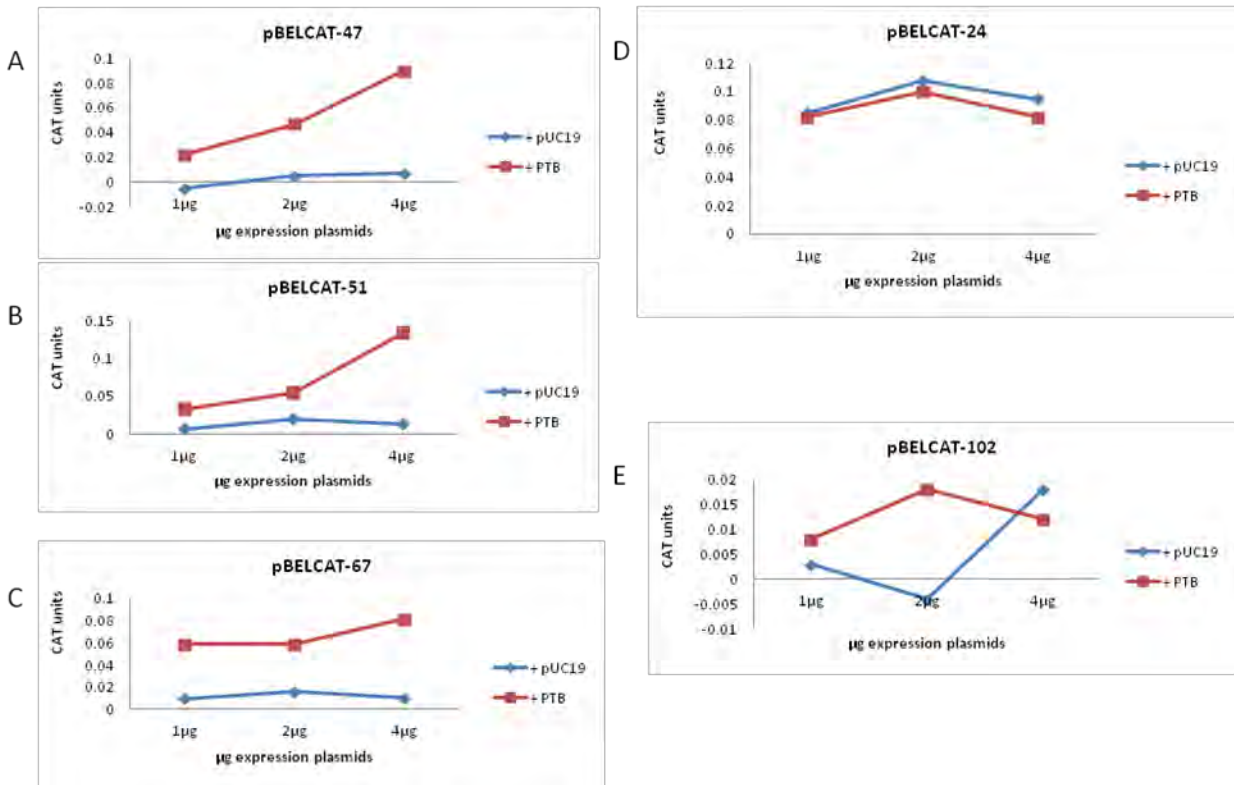 A
pBELCAT-47
CAT units
0.1
0.08
0.06
0.04
0.02
0
-0.02
1µg
2µg
4µg
µg expression plasmids
+ pUC19
+ PTB
B
pBELCAT-51
CAT units
0.15
0.1
0.05
0
1µg
2µg
4µg
µg expression plasmids
+ pUC19
+ PTB
C
pBELCAT-67
CAT units
0.1
0.08
0.06
0.04
0.02
0
1µg
2µg
4µg
µg expression plasmids
+ pUC19
+ PTB
D
pBELCAT-24
CAT units
0.12
0.1
0.08
0.06
0.04
0.02
0
1µg
2µg
4µg
µg expression plasmids
+ pUC19
+ PTB
E
pBELCAT-102
CAT units
0.02
0.015
0.01
0.005
0
-0.005
-0.01
1µg
2µg
4µg
µg expression plasmids
+ pUC19
+ PTB